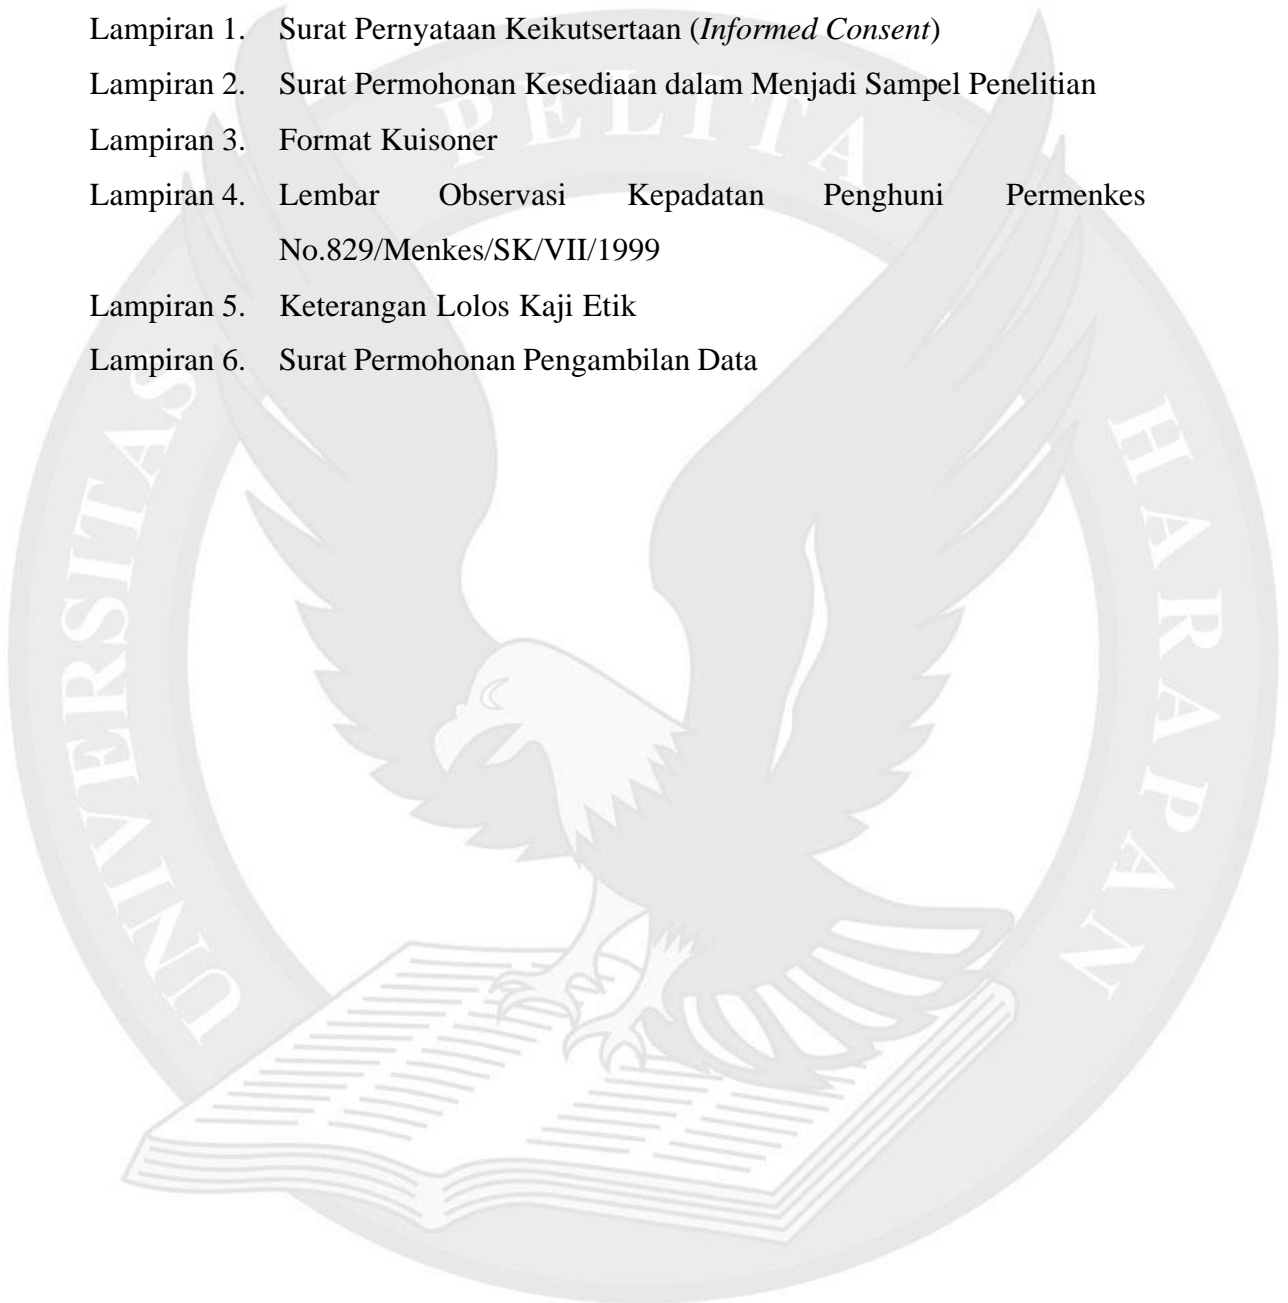 Lampiran 1. Surat Pernyataan Keikutsertaan (Informed Consent)
Lampiran 2. Surat Permohonan Kesediaan dalam Menjadi Sampel Penelitian
Lampiran 3. Format Kuisoner
Lampiran 4. Lembar Observasi Kepadatan Penghuni Permenkes
No.829/Menkes/SK/VII/1999
Lampiran 5. Keterangan Lolos Kaji Etik
Lampiran 6. Surat Permohonan Pengambilan Data
UNIVERSITAS PELITA HARAPAN